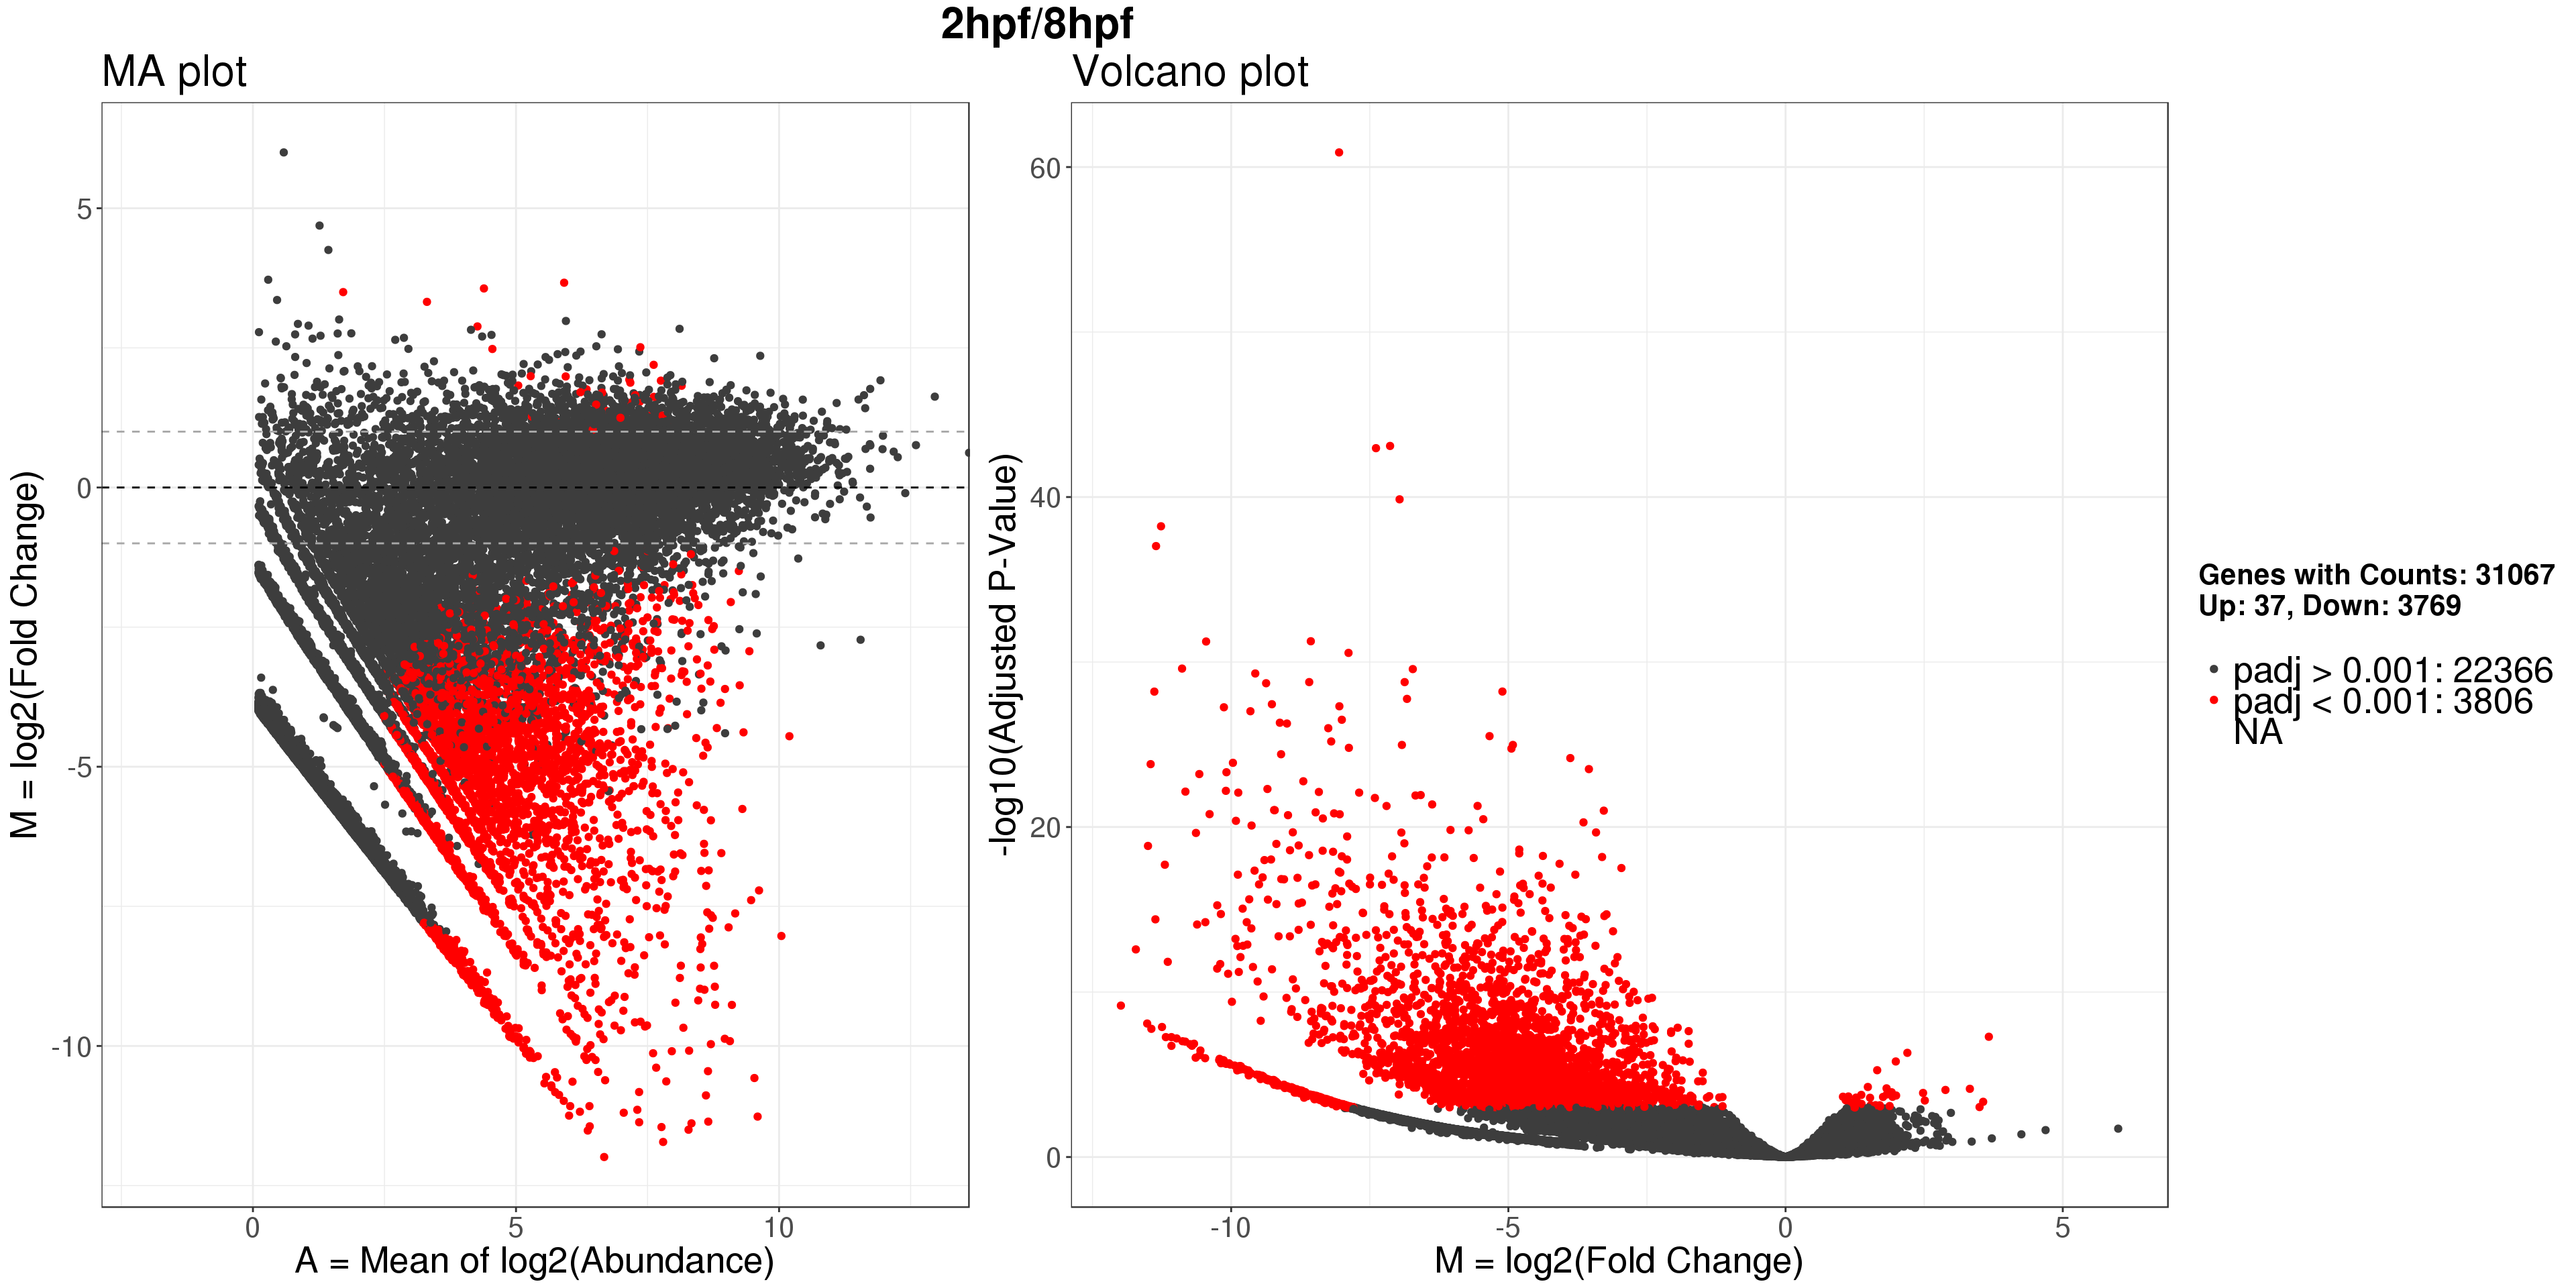 2hpf/8hpf
MA plot
M = log2(Fold Change)
5
0
-5
-10
0
5
10
A = Mean of log2(Abundance)
Volcano plot
-log10(Adjusted P-Value)
60
40
20
0
-10
-5
0
5
M = log2(Fold Change)
Genes with Counts: 31067
Up: 37, Down: 3769
padj > 0.001: 22366
padj < 0.001: 3806
NA